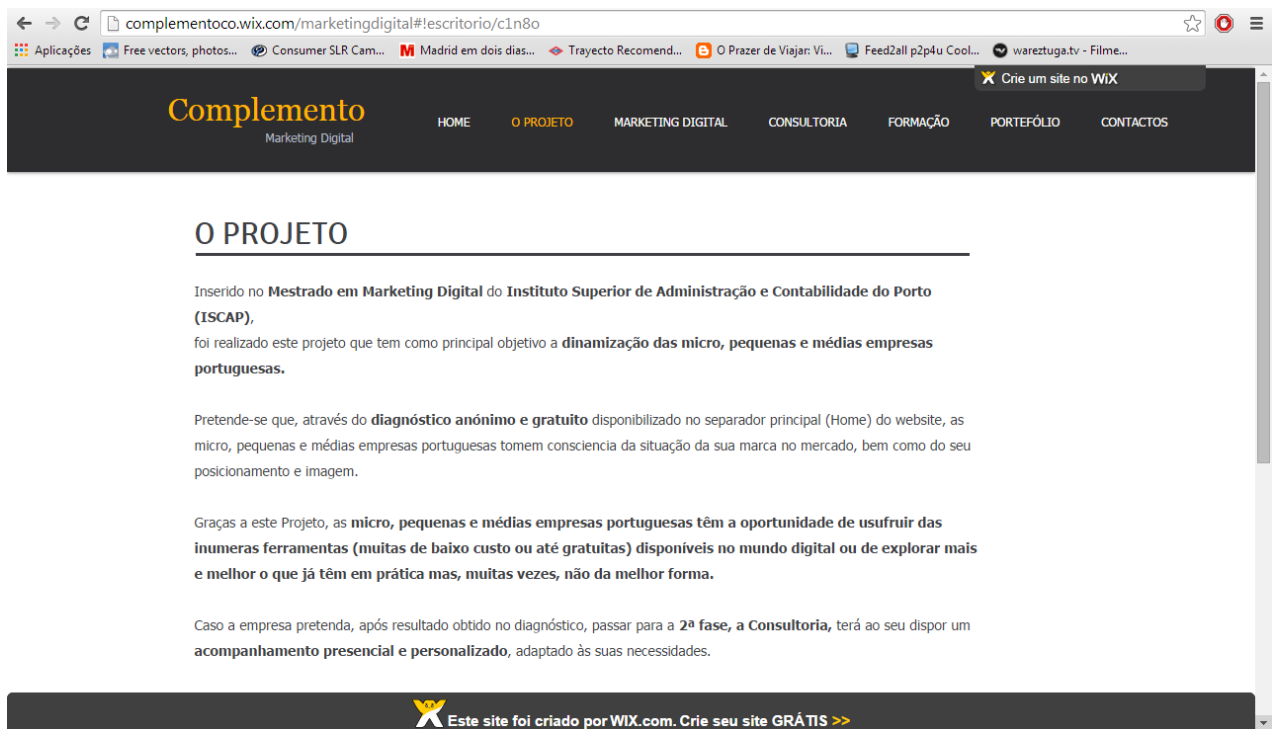 complementoco.wix.com/marketingdigital#!escritorio/c1n8o
Aplicações Free vectors, photos... Consumer SLR Cam... Madrid em dois dias... Trayecto Recomend... O Prazer de Viajar: Vi... Feed2all p2p4u Cool... wareztuga.tv - Filme...
Crie um site no WiX
Complemento
Marketing Digital
HOME O PROJETO MARKETING DIGITAL CONSULTORIA FORMAÇÃO PORTEFÓLIO CONTACTOS
O PROJETO
Inserido no Mestrado em Marketing Digital do Instituto Superior de Administração e Contabilidade do Porto
(ISCAP),
foi realizado este projeto que tem como principal objetivo a dinamização das micro, pequenas e médias empresas
portuguesas.
Pretende-se que, através do diagnóstico anónimo e gratuito disponibilizado no separador principal (Home) do website, as
micro, pequenas e médias empresas portuguesas tomem consciencia da situação da sua marca no mercado, bem como do seu
posicionamento e imagem.
Graças a este Projeto, as micro, pequenas e médias empresas portuguesas têm a oportunidade de usufruir das
inumeras ferramentas (muitas de baixo custo ou até gratuitas) disponíveis no mundo digital ou de explorar mais
e melhor o que já têm em prática mas, muitas vezes, não da melhor forma.
Caso a empresa pretenda, após resultado obtido no diagnóstico, passar para a 2ª fase, a Consultoria, terá ao seu dispor um
acompanhamento presencial e personalizado, adaptado às suas necessidades.
Este site foi criado por WIX.com. Crie seu site GRÁTIS >>